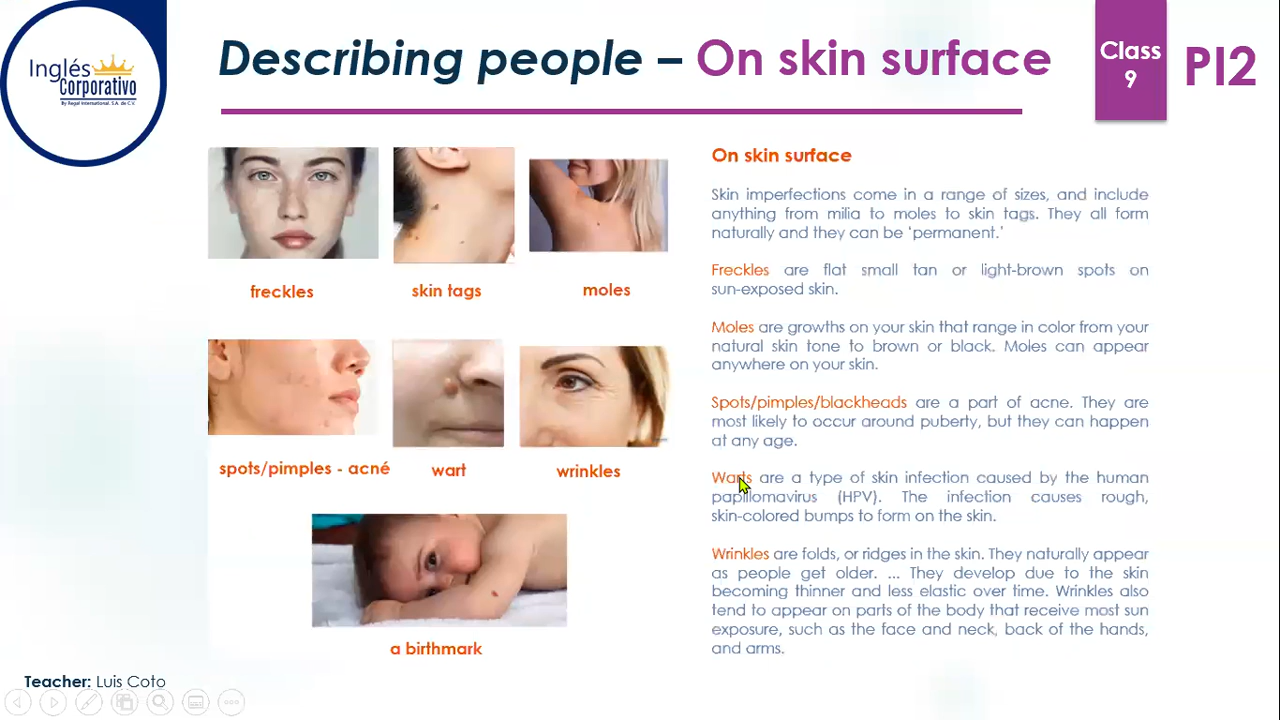 Inglés
Corporativo
By Regal International, S.A. de C.V.
Describing people – On skin surface
Class
9
PI2
freckles
skin tags
moles
spots/pimples - acné
wart
wrinkles
a birthmark
On skin surface
Skin imperfections come in a range of sizes, and include
anything from milia to moles to skin tags. They all form
naturally and they can be ‘permanent.’
Freckles are flat small tan or light-brown spots on
sun-exposed skin.
Moles are growths on your skin that range in color from your
natural skin tone to brown or black. Moles can appear
anywhere on your skin.
Spots/pimples/blackheads are a part of acne. They are
most likely to occur around puberty, but they can happen
at any age.
Warts are a type of skin infection caused by the human
papillomavirus (HPV). The infection causes rough,
skin-colored bumps to form on the skin.
Wrinkles are folds, or ridges in the skin. They naturally appear
as people get older. ... They develop due to the skin
becoming thinner and less elastic over time. Wrinkles also
tend to appear on parts of the body that receive most sun
exposure, such as the face and neck, back of the hands,
and arms.
Teacher: Luis Coto